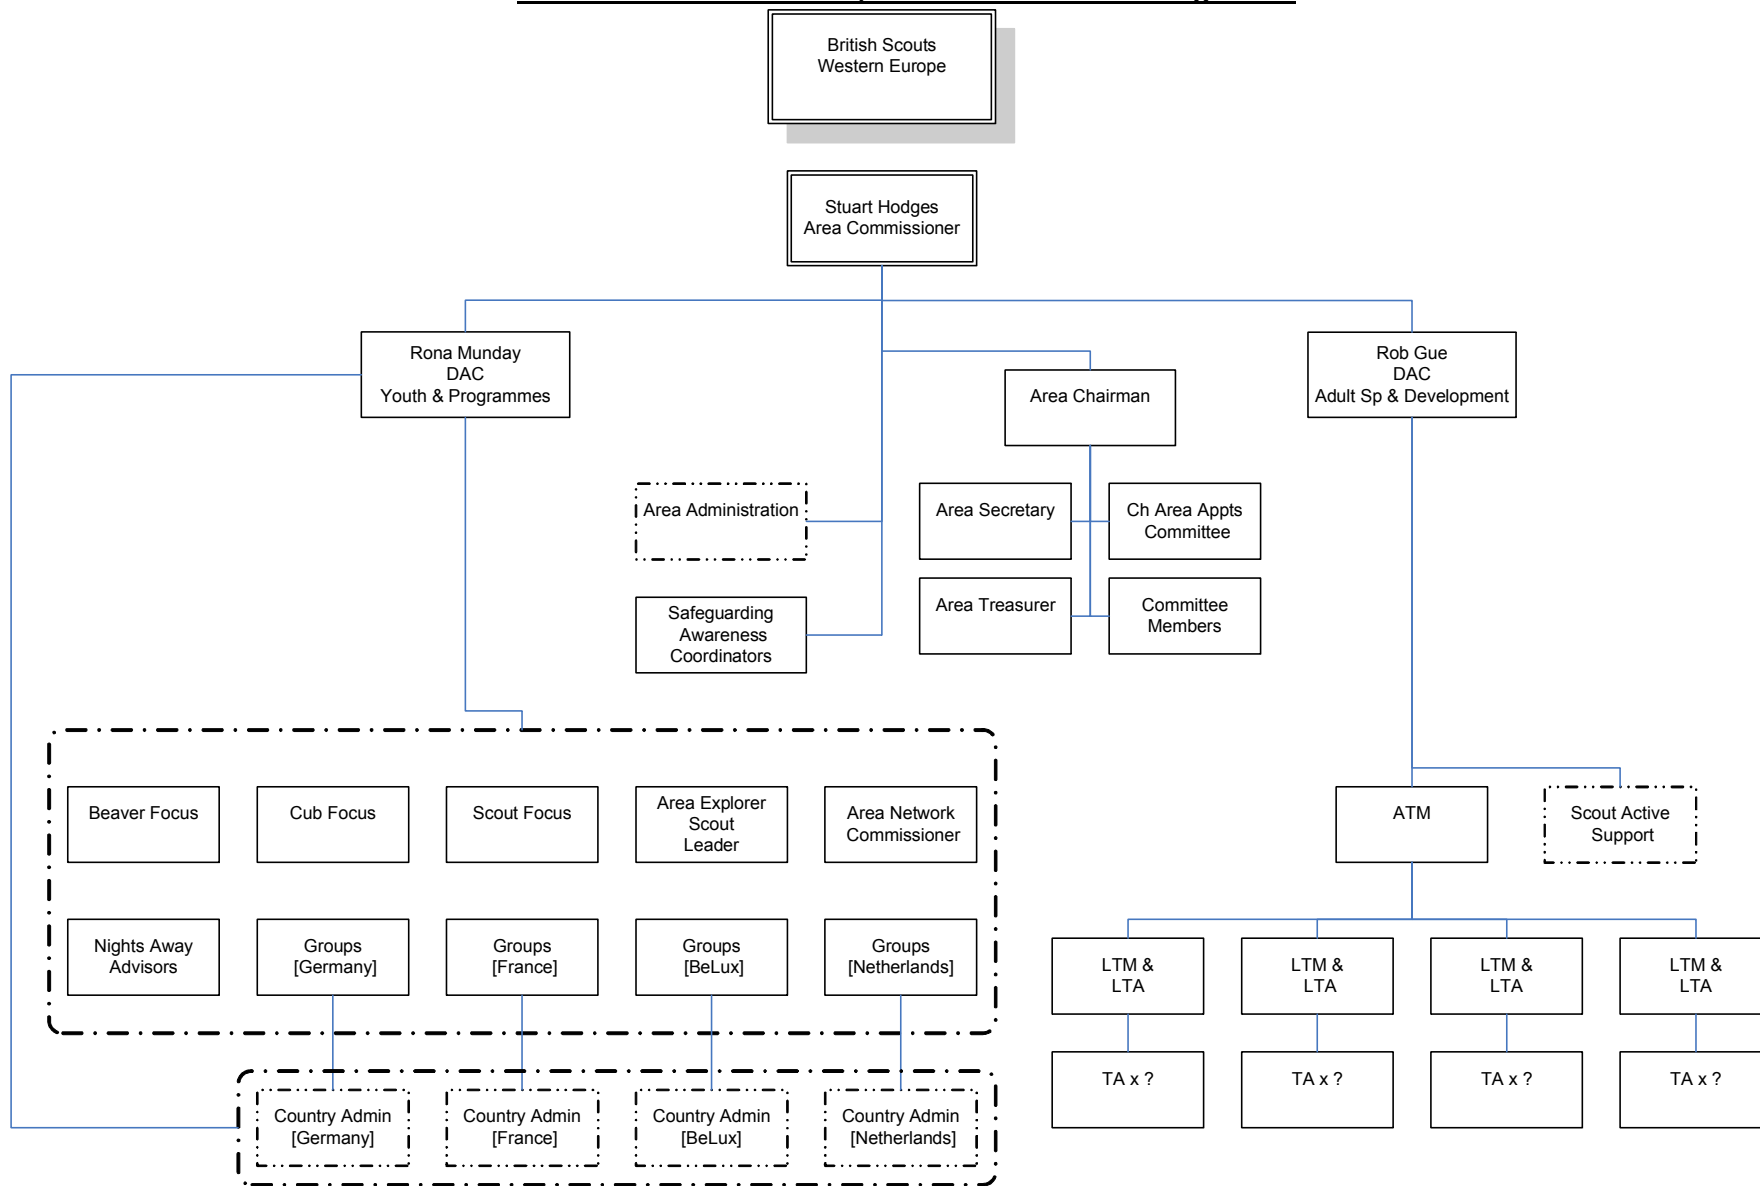 British Scouts
Western Europe
Stuart Hodges
Area Commissioner
Rona Munday
DAC
Youth & Programmes
Area Chairman
Rob Gue
DAC
Adult Sp & Development
Area Administration
Area Secretary
Ch Area Appts
Committee
Safeguarding
Awareness
Coordinators
Area Treasurer
Committee
Members
Beaver Focus
Cub Focus
Scout Focus
Area Explorer
Scout
Leader
Area Network
Commissioner
ATM
Scout Active
Support
Nights Away
Advisors
Groups
[Germany]
Groups
[France]
Groups
[BeLux]
Groups
[Netherlands]
LTM &
LTA
LTM &
LTA
LTM &
LTA
LTM &
LTA
Country Admin
[Germany]
Country Admin
[France]
Country Admin
[BeLux]
Country Admin
[Netherlands]
TA x ?
TA x ?
TA x ?
TA x ?